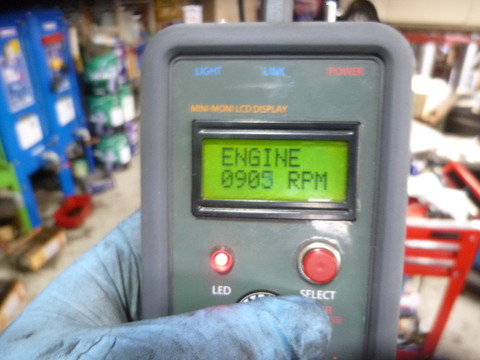 LIGHT LINK POWER
MINI-MONI LCD DISPLAY
ENGINE
0905 RPM
LED SELECT